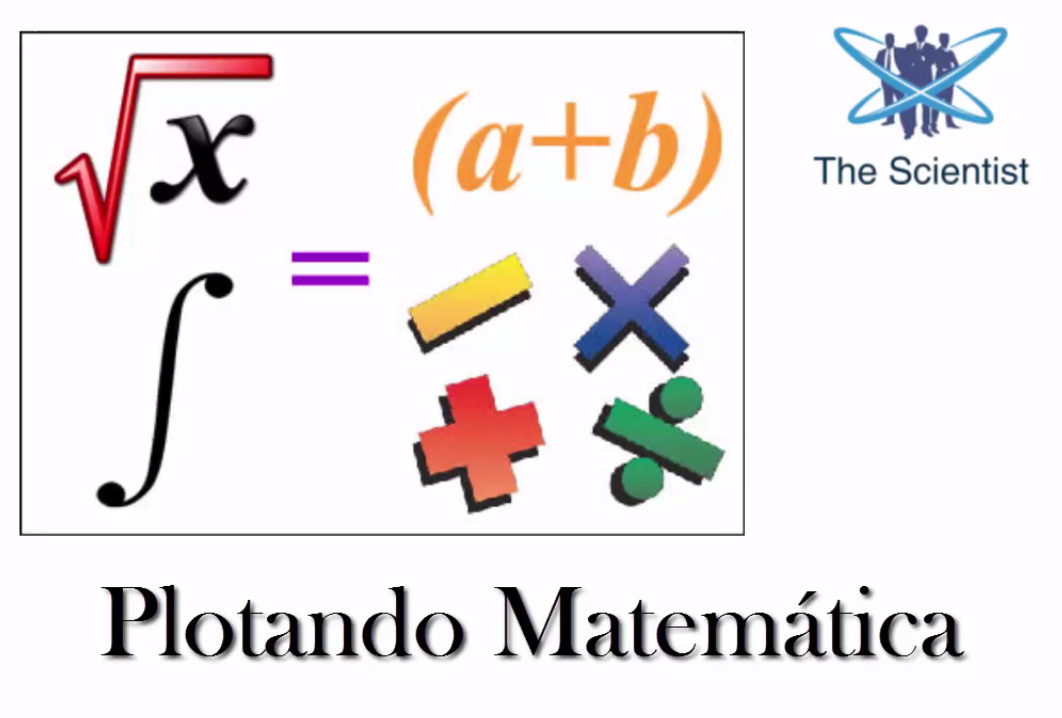 √x
(a+b)
=
∫
− ×
+ ÷
The Scientist
Plotando Matemática